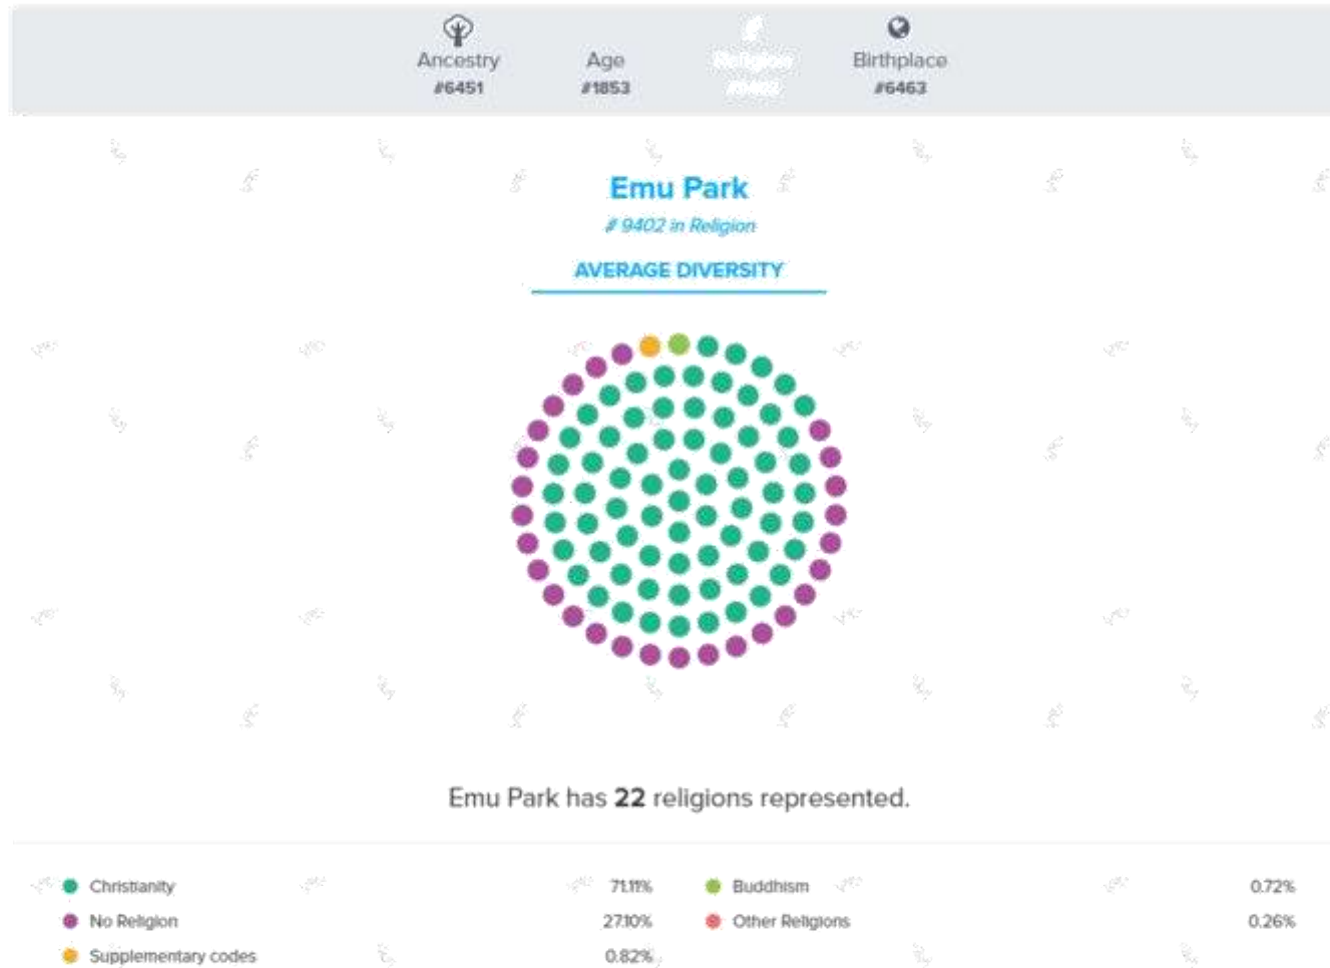 Ancestry Age Religion Birthplace
#6451 #1853 #6463
Emu Park
# 9402 in Religion
AVERAGE DIVERSITY
Emu Park has 22 religions represented.
Christianity 71.11% Buddhism 0.72%
No Religion 27.10% Other Religions 0.26%
Supplementary codes 0.82%